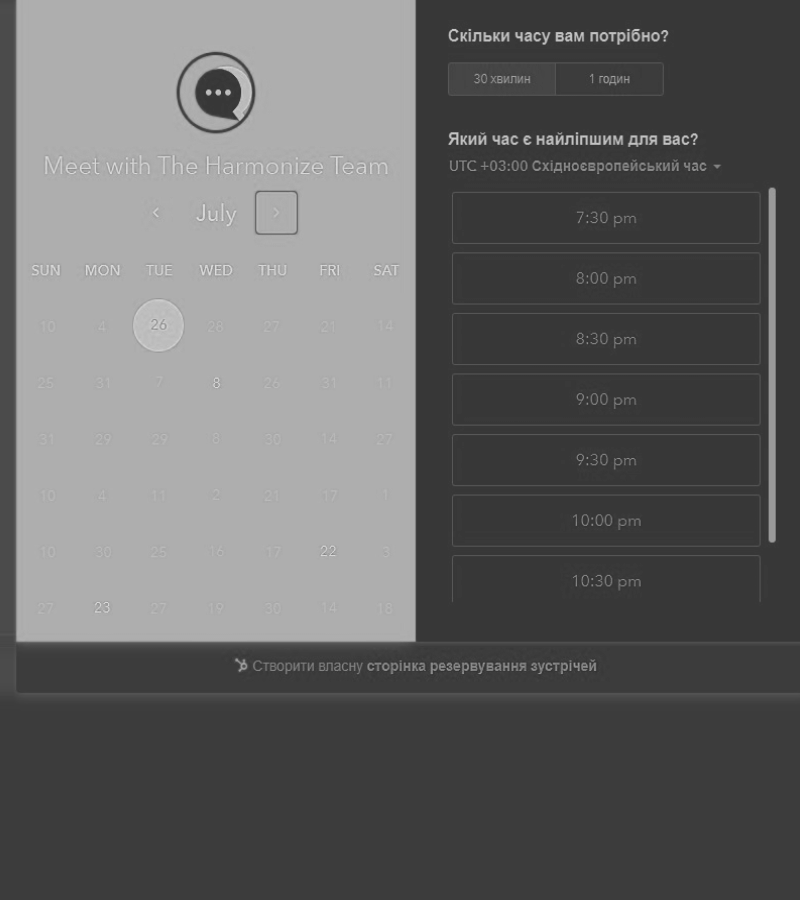 Meet with The Harmonize Team
July
SUN MON TUE WED THU FRI SAT
10 4 26 28 27 21 14
25 31 7 8 26 31 11
31 29 29 8 30 14 27
10 4 11 2 21 17 1
10 30 25 16 17 22 3
27 23 27 19 30 14 18
Скільки часу вам потрібно?
30 хвилин 1 годин
Який час є найліпшим для вас?
UTC +03:00 Східноєвропейський час
7:30 pm
8:00 pm
8:30 pm
9:00 pm
9:30 pm
10:00 pm
10:30 pm
Створити власну сторінка резервування зустрічей